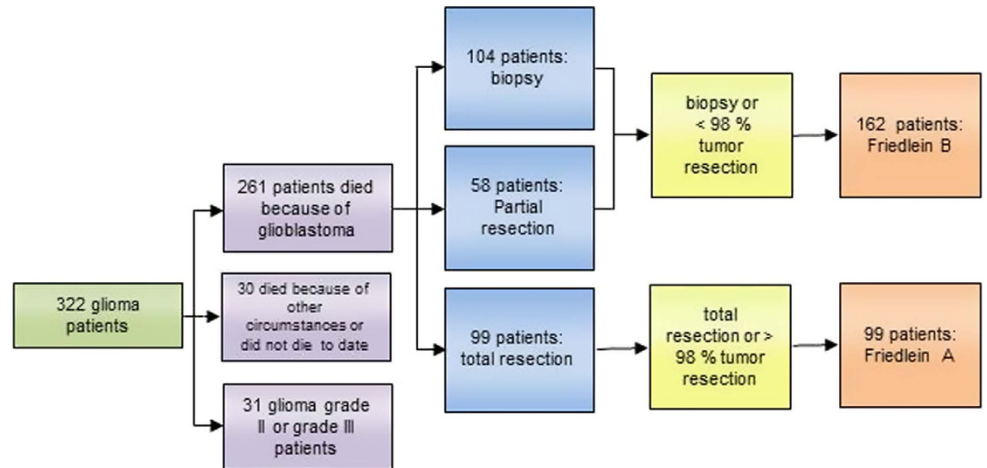 322 glioma
patients
261 patients died
because of
glioblastoma
30 died because of
other
circumstances or
did not die to date
31 glioma grade
II or grade III
patients
104 patients:
biopsy
58 patients:
Partial
resection
99 patients:
total resection
biopsy or
< 98 %
tumor
resection
total
resection or >
98 % tumor
resection
162 patients:
Friedlein B
99 patients:
Friedlein A